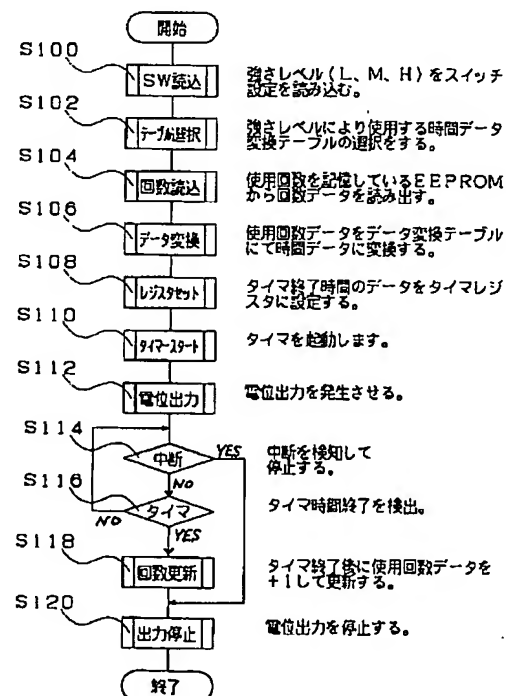 開始
S100
SW読込
強さレベル(L、M、H)をスイッチ
設定を読み込む。
S102
テーブル選択
強さレベルにより使用する時間データ
変換テーブルの選択をする。
S104
回数読込
使用回数を記憶しているEEPROM
から回数データを読み出す。
S106
データ変換
使用回数データをデータ変換テーブル
にて時間データに変換する。
S108
レジスタセット
タイマ終了時間のデータをタイマレジ
スタに設定する。
S110
タイマースタート
タイマを起動します。
S112
電位出力
電位出力を発生させる。
S114
中断
YES
中断を検知して
停止する。
NO
S116
タイマ
NO
YES
タイマ時間終了を検出。
S118
回数更新
タイマ終了後に使用回数データを
+1して更新する。
S120
出力停止
電位出力を停止する。
終了